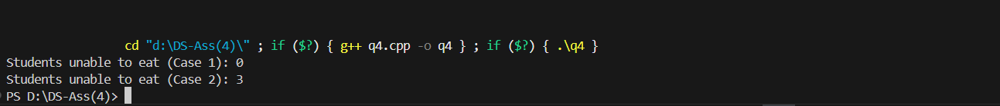 cd "d:\DS-Ass(4)\" ; if ($?) { g++ q4.cpp -o q4 } ; if ($?) { .\q4 }
Students unable to eat (Case 1): 0
Students unable to eat (Case 2): 3
PS D:\DS-Ass(4)>